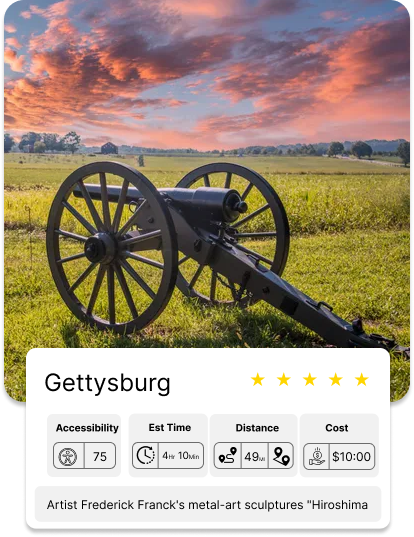 Gettysburg
Accessibility Est Time Distance Cost
75 4Hr 10Min 49Mi $10:00
Artist Frederick Franck's metal-art sculptures "Hiroshima